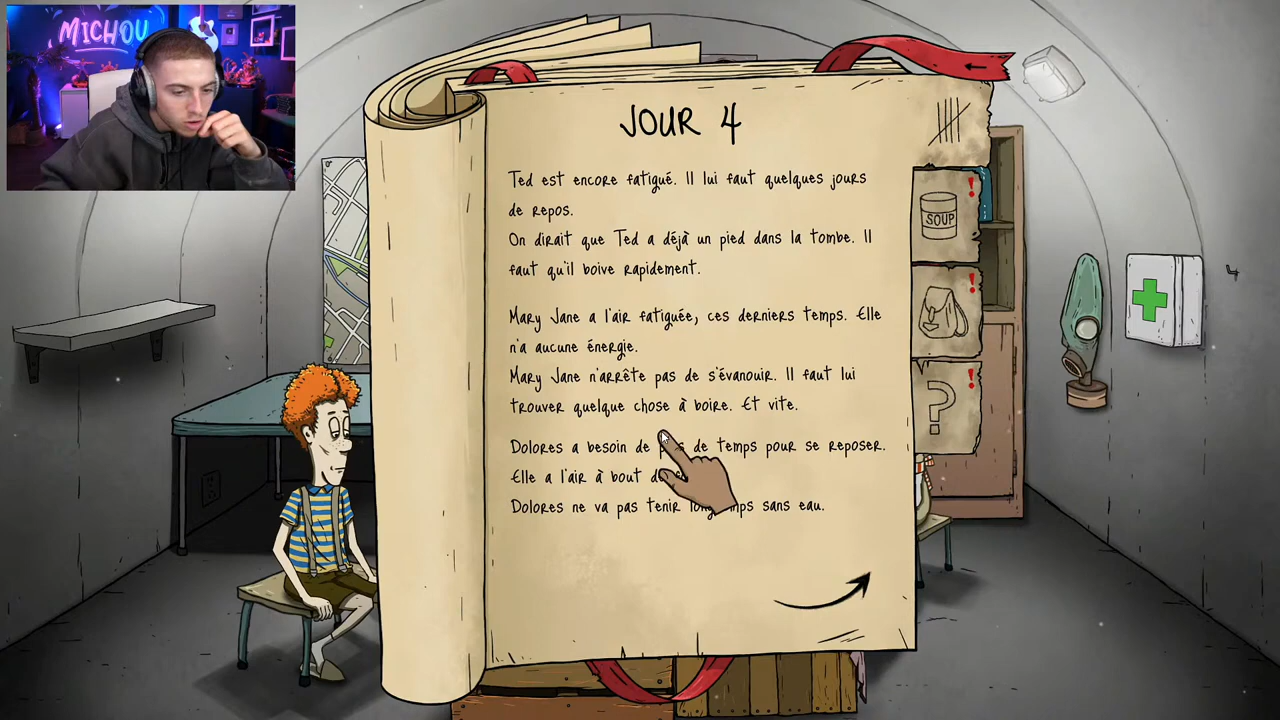 MICHOU
JOUR 4
Ted est encore fatigué. Il lui faut quelques jours
de repos.
On dirait que Ted a déjà un pied dans la tombe. Il
faut qu'il boive rapidement.
Mary Jane a l'air fatiguée, ces derniers temps. Elle
n'a aucune énergie.
Mary Jane n'arrête pas de s'évanouir. Il faut lui
trouver quelque chose à boire. Et vite.
Dolores a besoin de de temps pour se reposer.
Elle a l'air à bout
Dolores ne va pas tenir sans eau.
SOUP
!
!
!
?
4